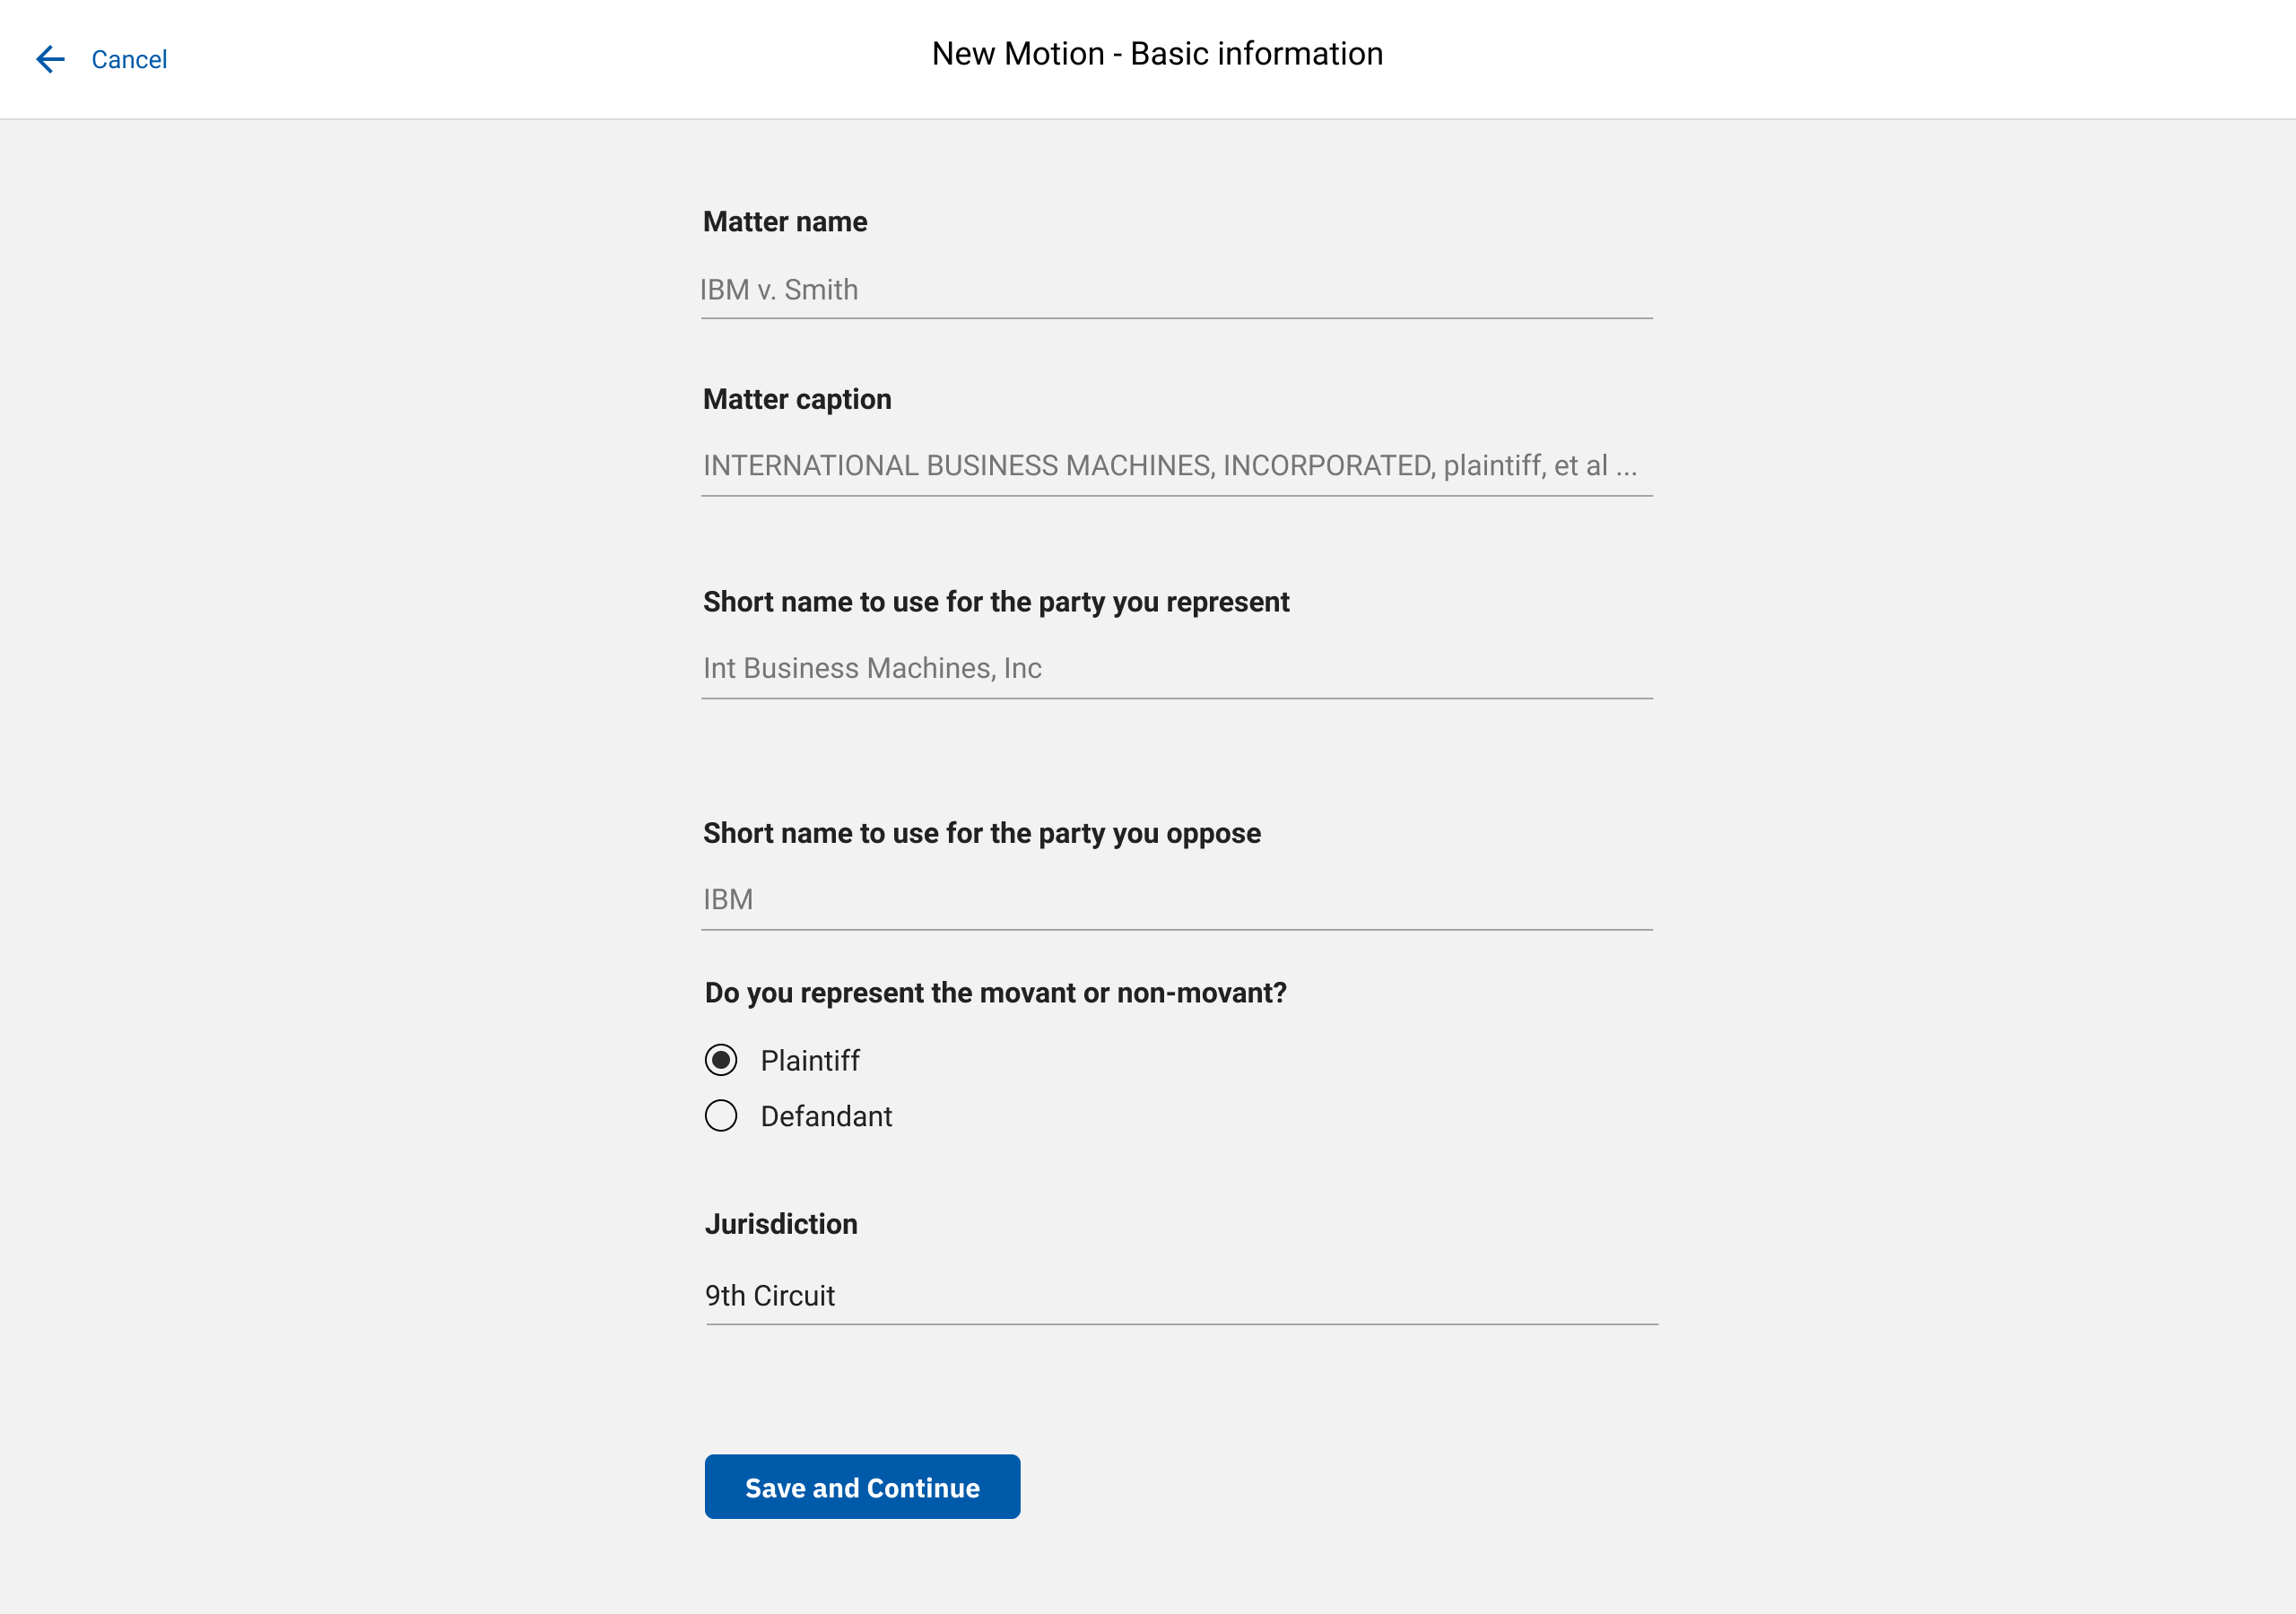 Cancel
New Motion - Basic information
Matter name
IBM v. Smith
Matter caption
INTERNATIONAL BUSINESS MACHINES, INCORPORATED, plaintiff, et al ...
Short name to use for the party you represent
Int Business Machines, Inc
Short name to use for the party you oppose
IBM
Do you represent the movant or non-movant?
Plaintiff
Defandant
Jurisdiction
9th Circuit
Save and Continue